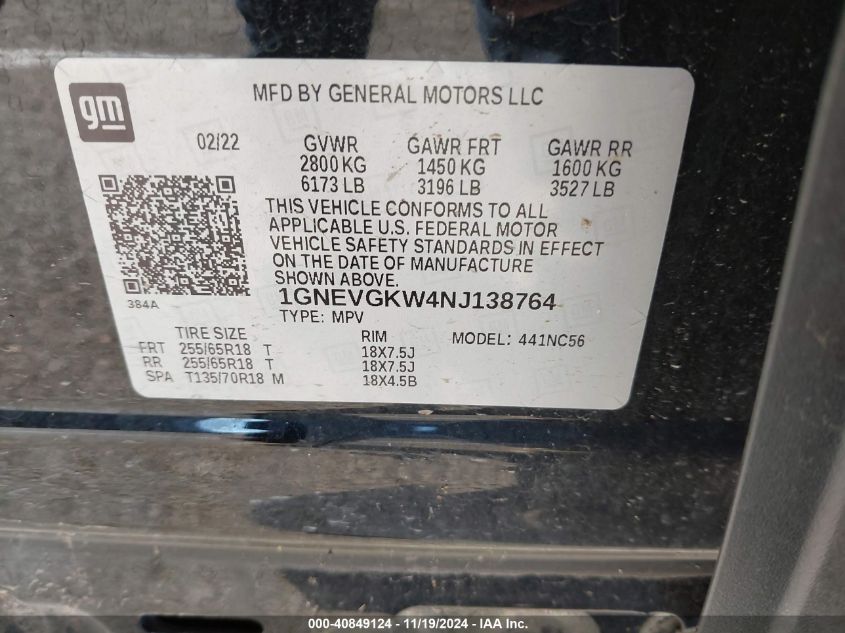 gm
MFD BY GENERAL MOTORS LLC
02/22 GVWR GAWR FRT GAWR RR
2800 KG 1450 KG 1600 KG
6173 LB 3196 LB 3527 LB
THIS VEHICLE CONFORMS TO ALL
APPLICABLE U.S. FEDERAL MOTOR
VEHICLE SAFETY STANDARDS IN EFFECT
ON THE DATE OF MANUFACTURE
SHOWN ABOVE.
384A 1GNEVGKW4NJ138764
TYPE: MPV
TIRE SIZE RIM MODEL: 441NC56
FRT 255/65R18 T 18X7.5J
RR 255/65R18 T 18X7.5J
SPA T135/70R18 M 18X4.5B
000-40849124 - 11/19/2024 - IAA Inc.